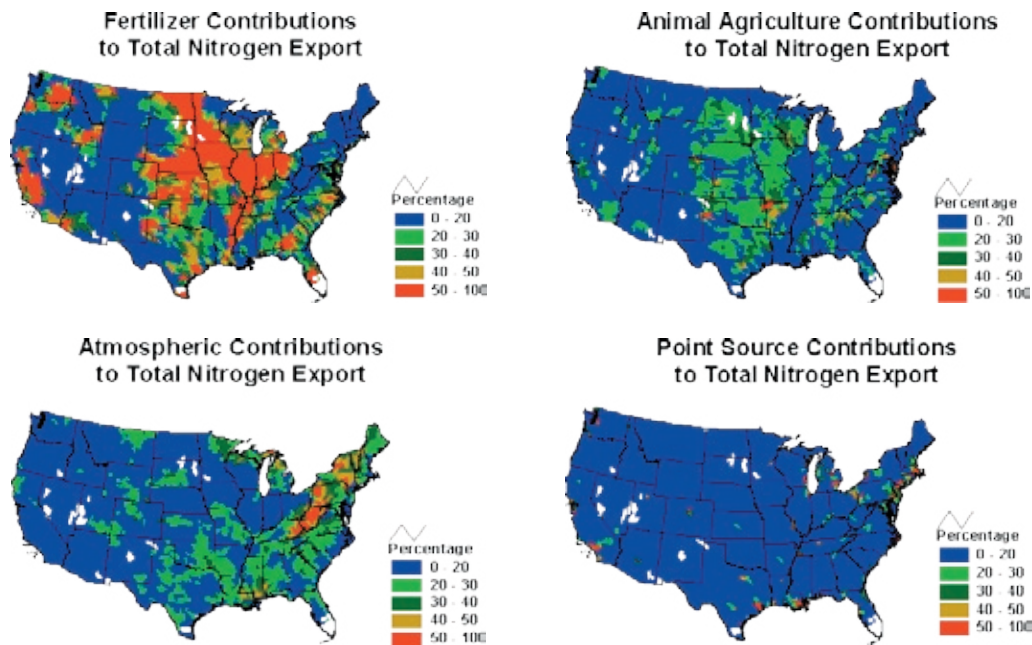 Fertilizer Contributions
to Total Nitrogen Export
Percentage
0 - 20
20 - 30
30 - 40
40 - 50
50 - 100
Animal Agriculture Contributions
to Total Nitrogen Export
Percentage
0 - 20
20 - 30
30 - 40
40 - 50
50 - 100
Atmospheric Contributions
to Total Nitrogen Export
Percentage
0 - 20
20 - 30
30 - 40
40 - 50
50 - 100
Point Source Contributions
to Total Nitrogen Export
Percentage
0 - 20
20 - 30
30 - 40
40 - 50
50 - 100